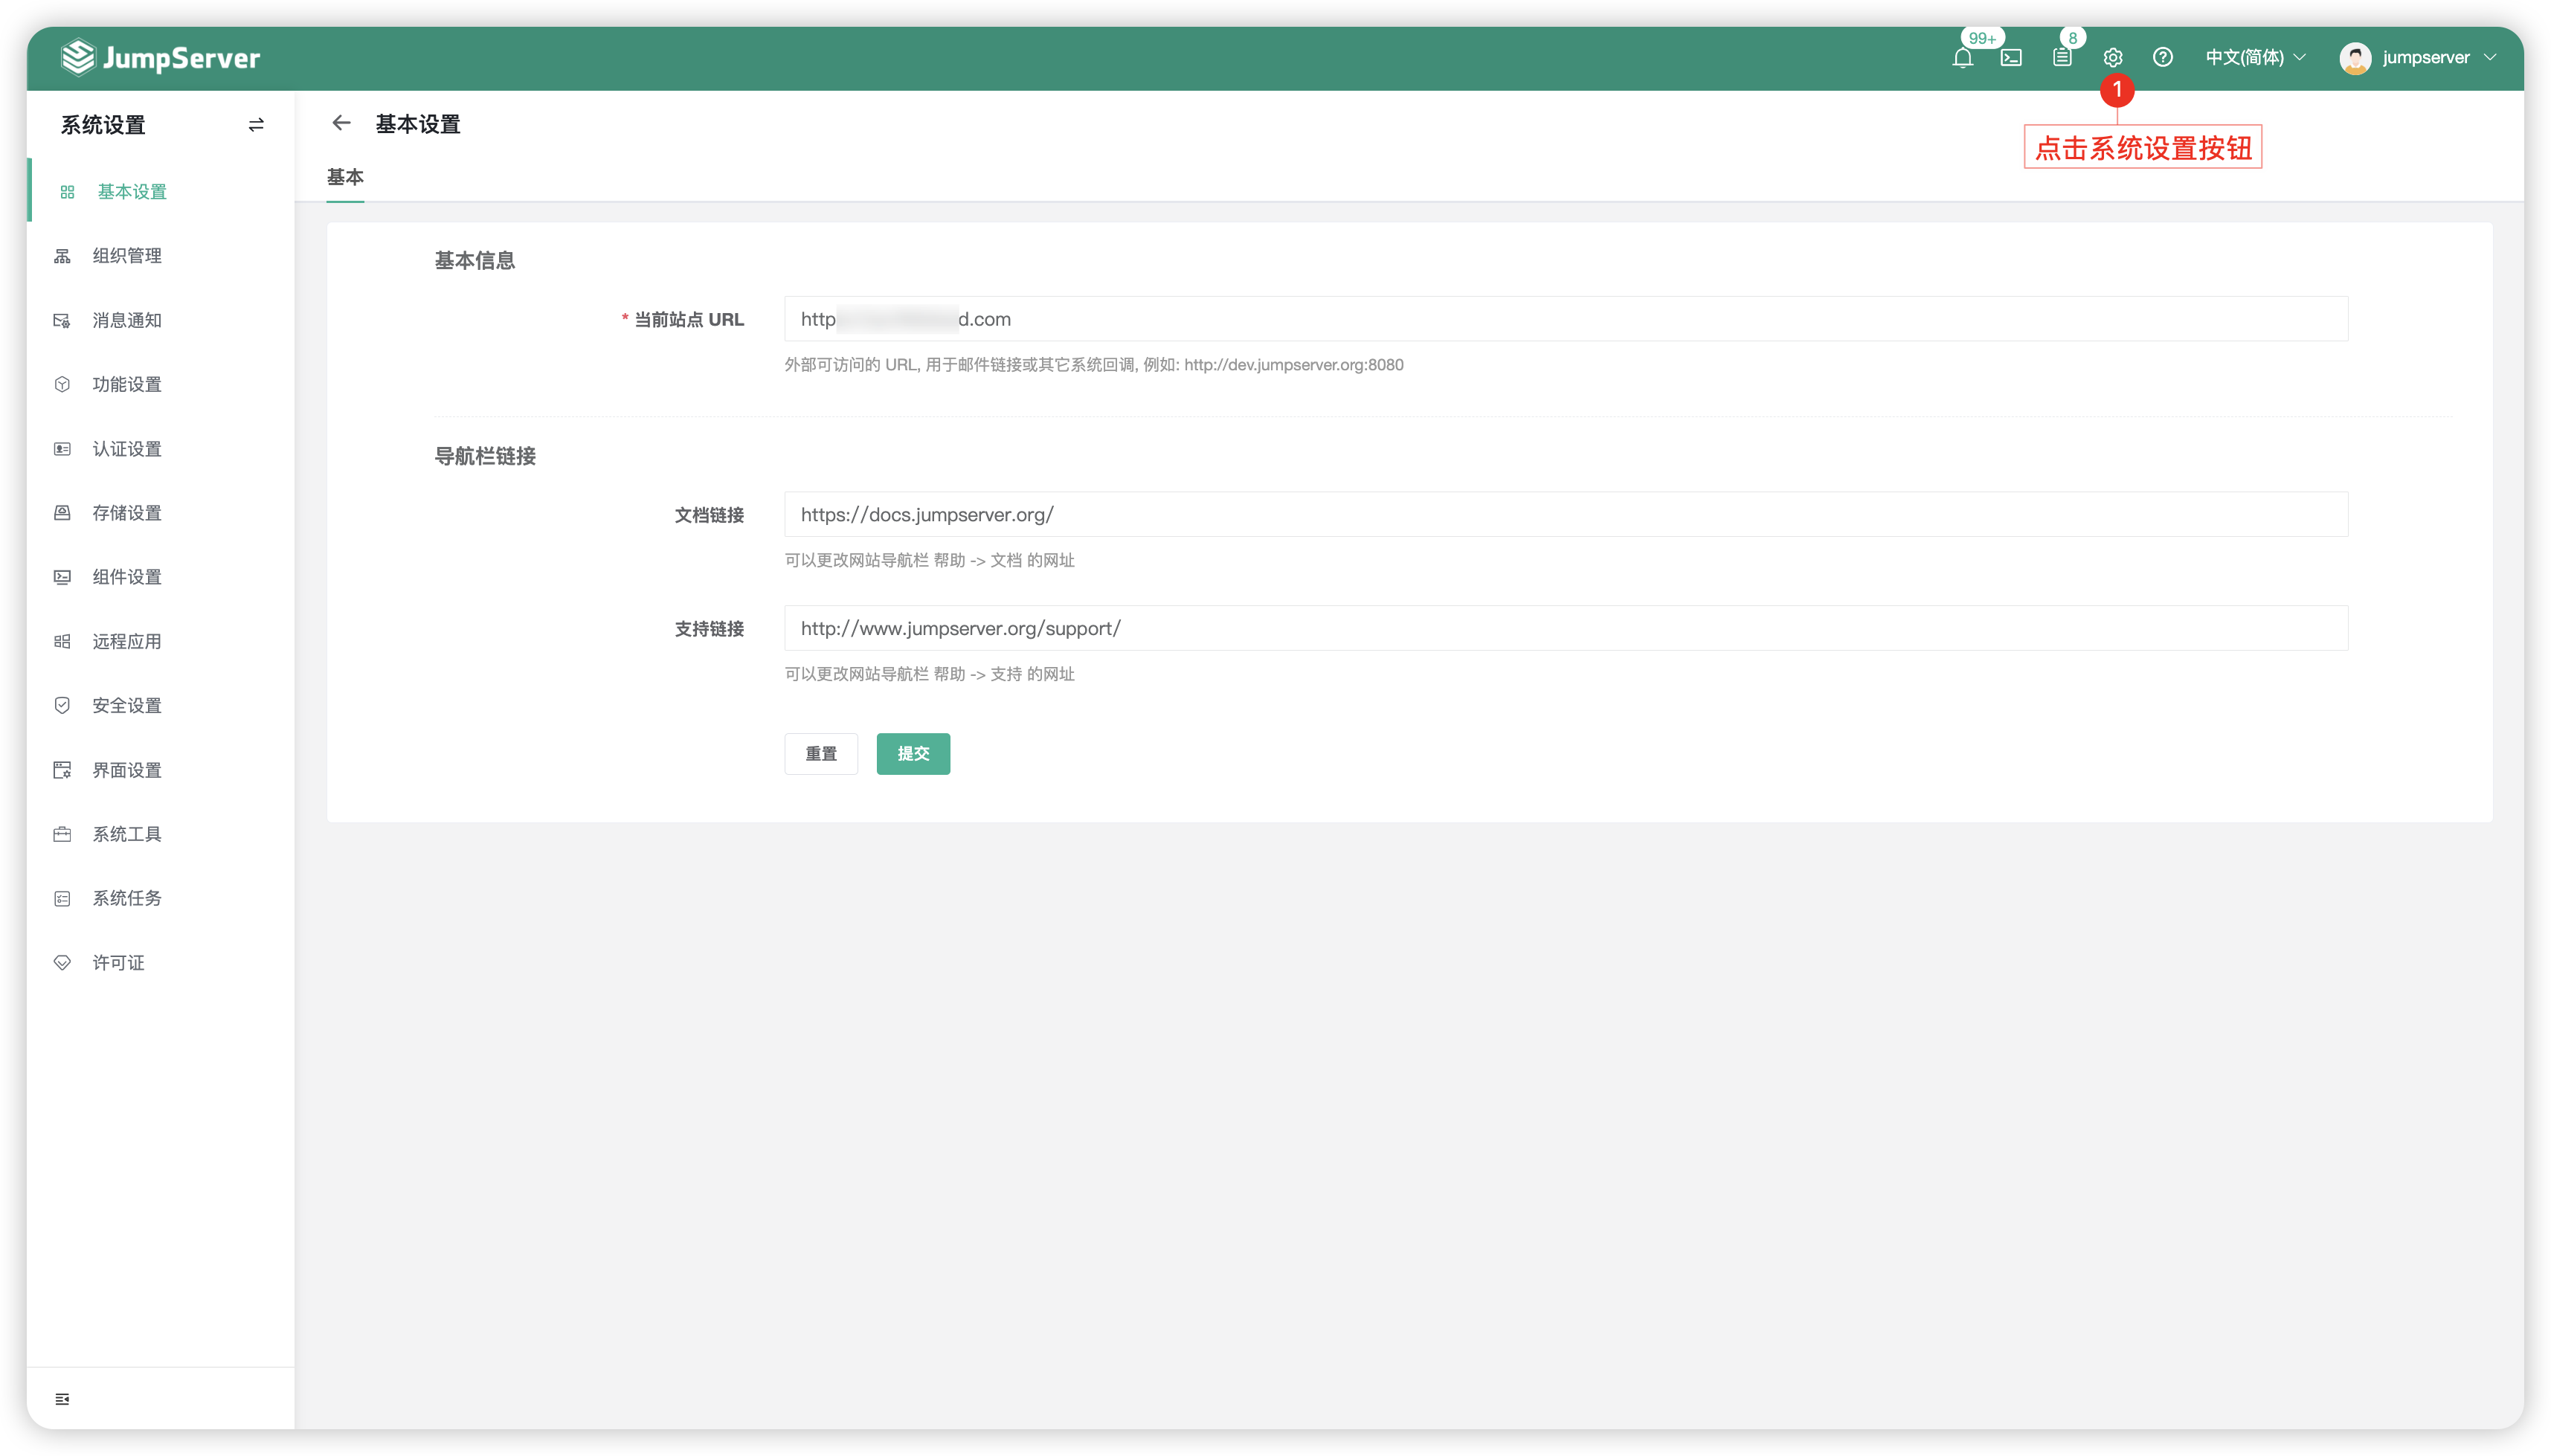 JumpServer
99+
8
中文(简体)
jumpserver
1
点击系统设置按钮
系统设置
基本设置
组织管理
消息通知
功能设置
认证设置
存储设置
组件设置
远程应用
安全设置
界面设置
系统工具
系统任务
许可证
基本设置
基本
基本信息
* 当前站点 URL
http d.com
外部可访问的 URL, 用于邮件链接或其它系统回调, 例如: http://dev.jumpserver.org:8080
导航栏链接
文档链接
https://docs.jumpserver.org/
可以更改网站导航栏 帮助 -> 文档 的网址
支持链接
http://www.jumpserver.org/support/
可以更改网站导航栏 帮助 -> 支持 的网址
重置
提交